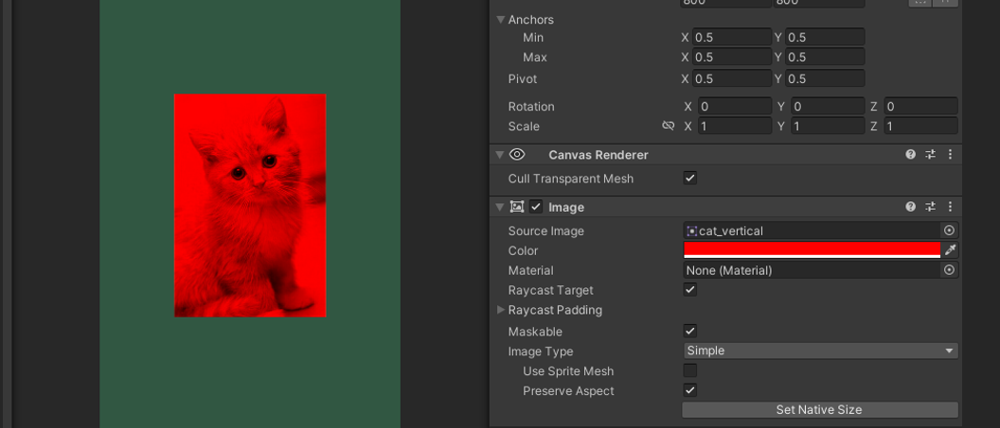 800 800
Anchors
Min X 0.5 Y 0.5
Max X 0.5 Y 0.5
Pivot X 0.5 Y 0.5
Rotation X 0 Y 0 Z 0
Scale X 1 Y 1 Z 1
Canvas Renderer
Cull Transparent Mesh
Image
Source Image cat_vertical
Color
Material None (Material)
Raycast Target
Raycast Padding
Maskable
Image Type Simple
Use Sprite Mesh
Preserve Aspect
Set Native Size